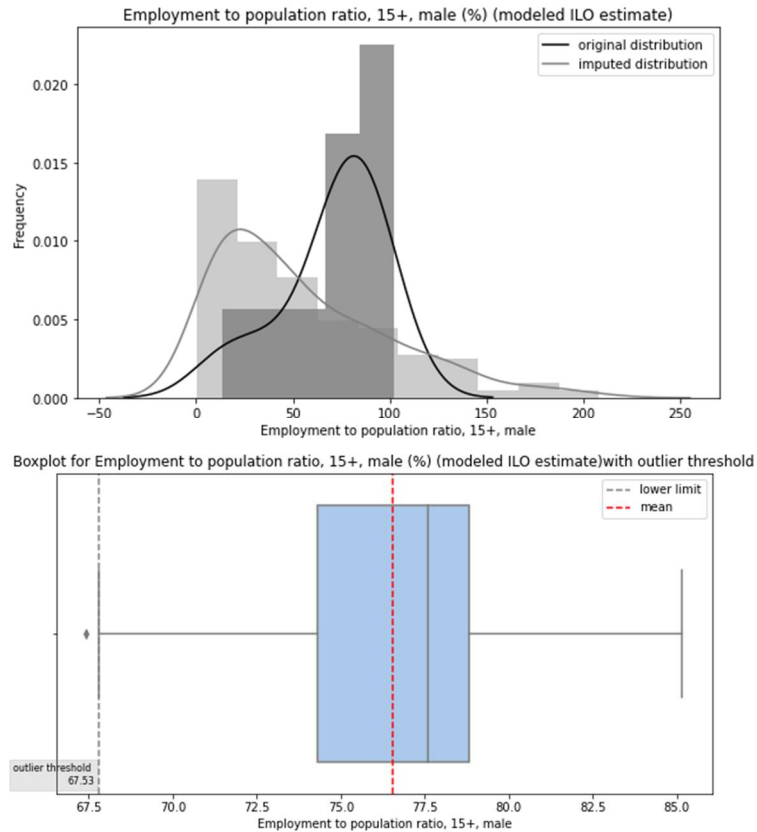 Employment to population ratio, 15+, male (%) (modeled ILO estimate)
original distribution
imputed distribution
Frequency
0.020
0.015
0.010
0.005
0.000
−50
0
50
100
150
200
250
Employment to population ratio, 15+, male
Boxplot for Employment to population ratio, 15+, male (%) (modeled ILO estimate)with outlier threshold
lower limit
mean
outlier threshold
67.53
67.5
70.0
72.5
75.0
77.5
80.0
82.5
85.0
Employment to population ratio, 15+, male